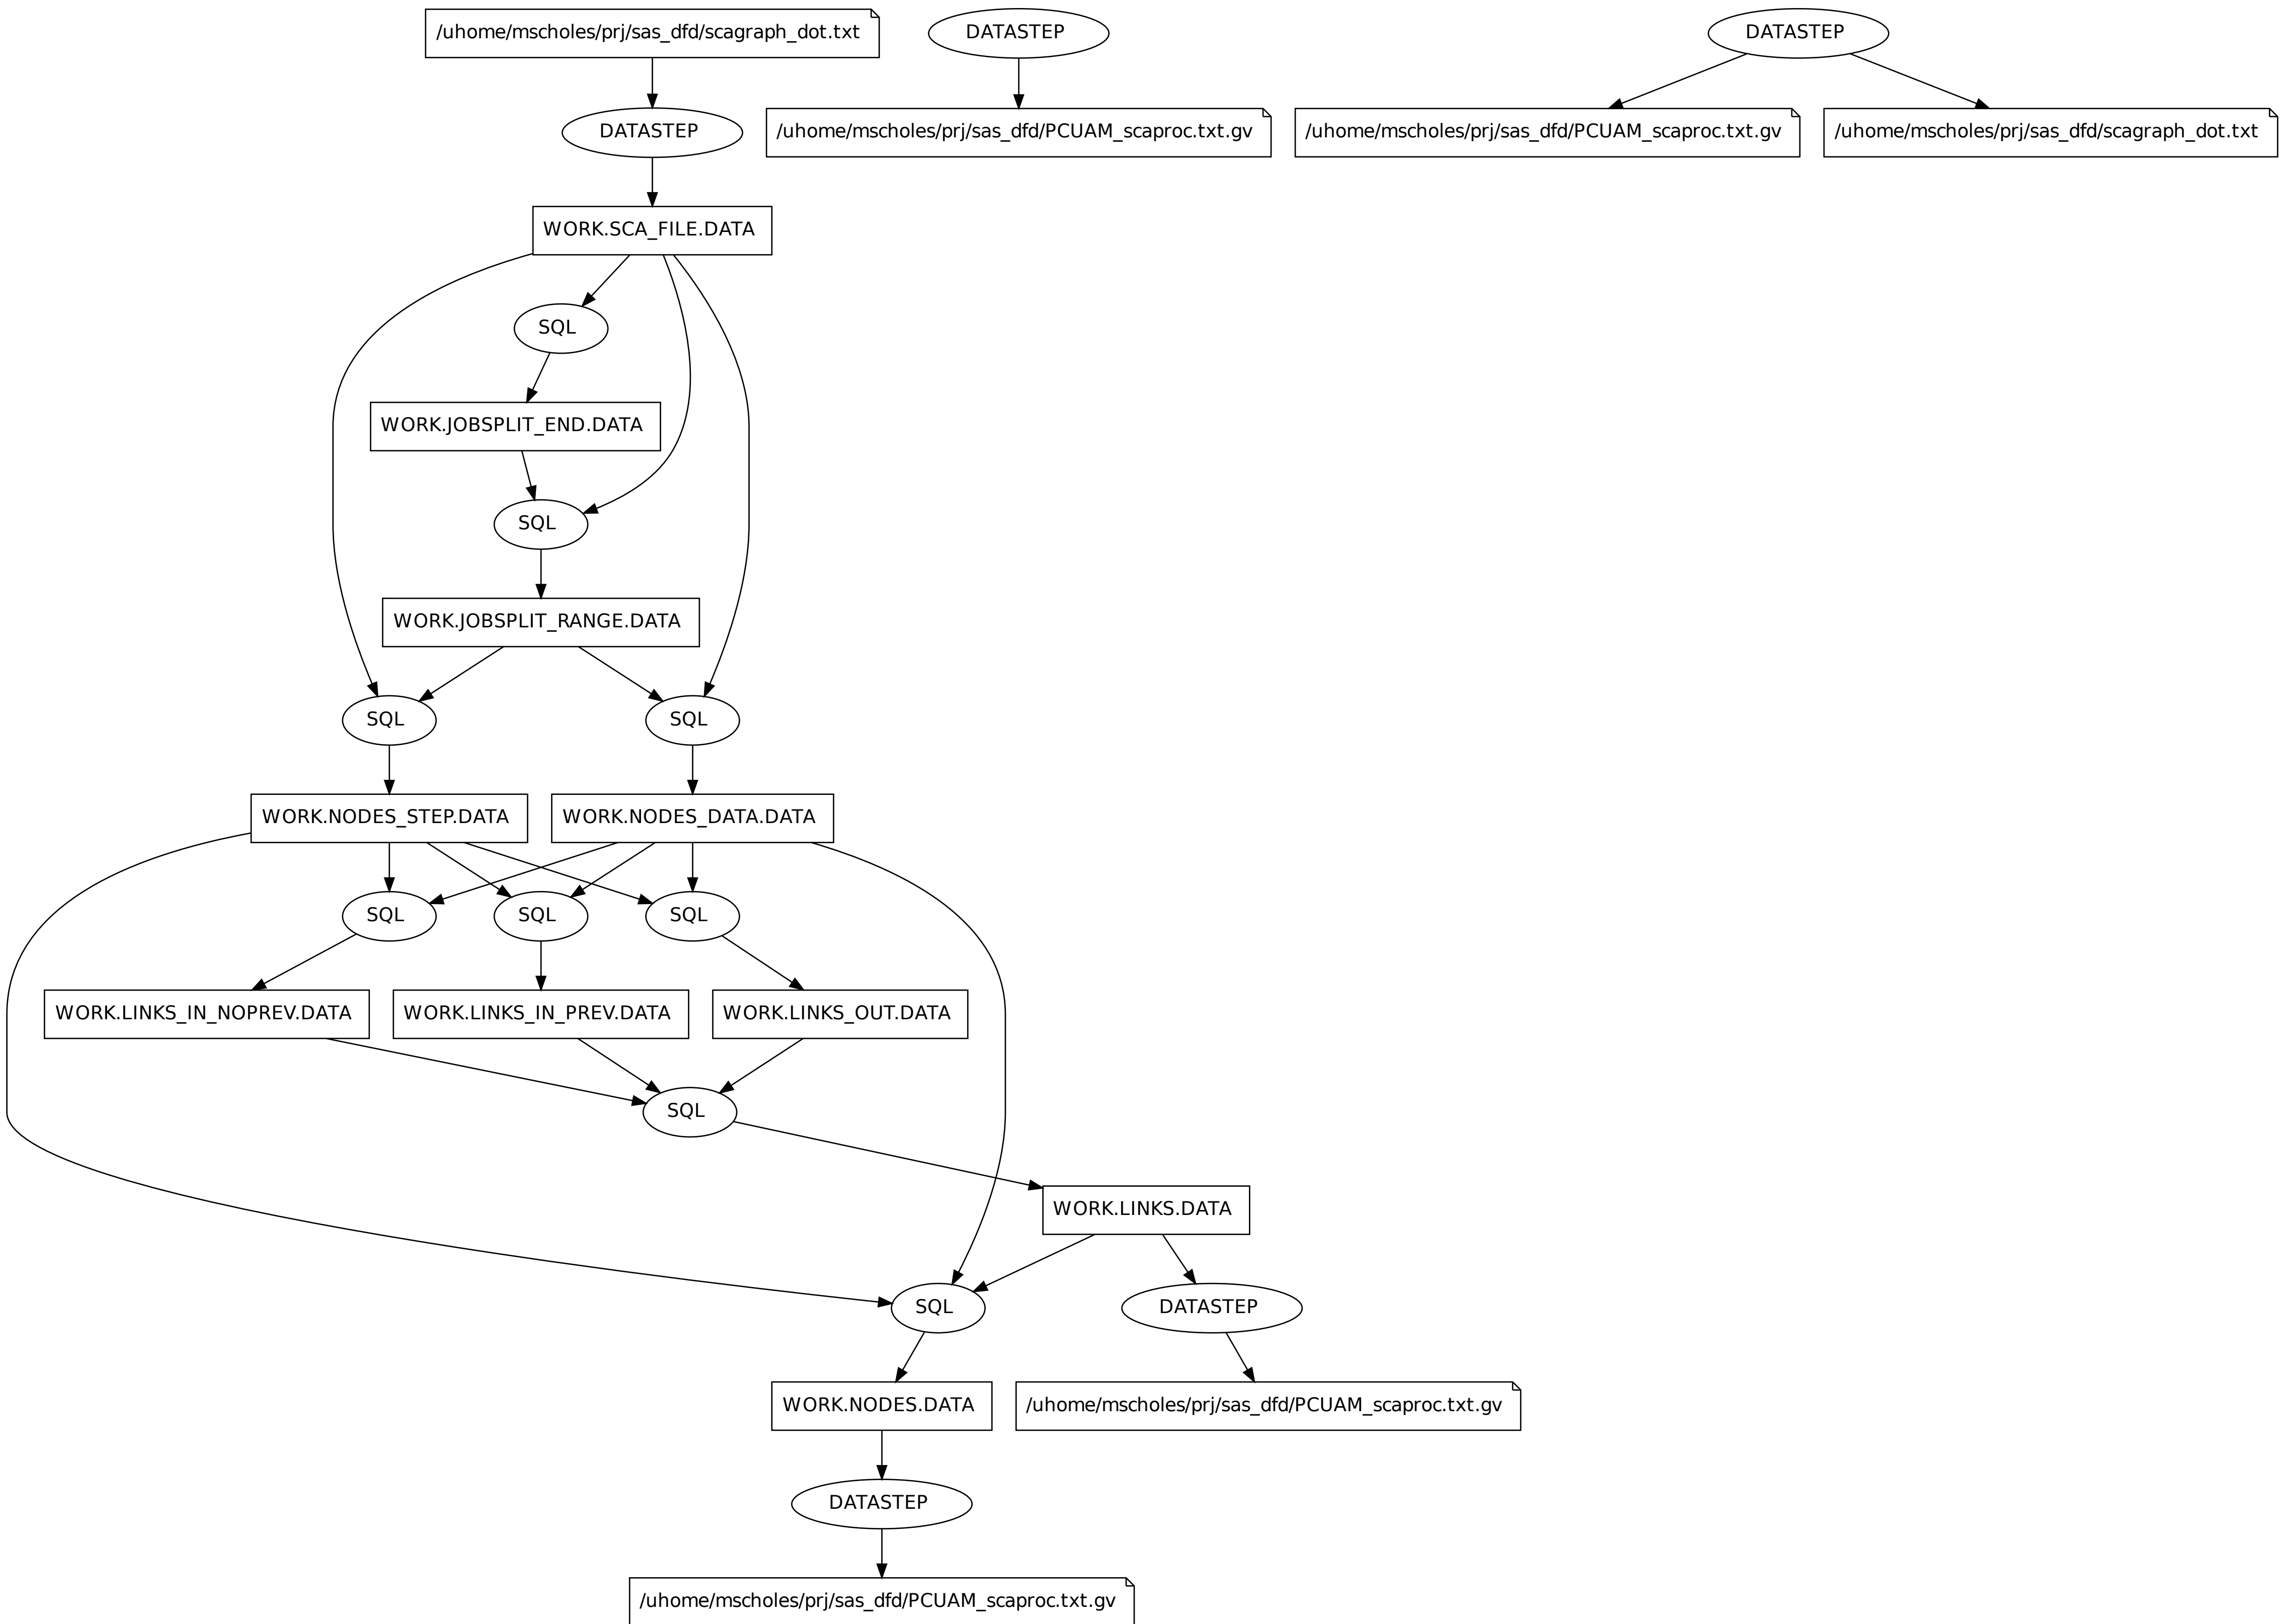 /uhome/mscholes/prj/sas_dfd/scagraph_dot.txt
DATASTEP
DATASTEP
DATASTEP
/uhome/mscholes/prj/sas_dfd/PCUAM_scaproc.txt.gv
/uhome/mscholes/prj/sas_dfd/PCUAM_scaproc.txt.gv
/uhome/mscholes/prj/sas_dfd/scagraph_dot.txt
DATASTEP
WORK.SCA_FILE.DATA
SQL
WORK.JOBSPLIT_END.DATA
SQL
WORK.JOBSPLIT_RANGE.DATA
SQL
SQL
WORK.NODES_STEP.DATA
WORK.NODES_DATA.DATA
SQL
SQL
SQL
WORK.LINKS_IN_NOPREV.DATA
WORK.LINKS_IN_PREV.DATA
WORK.LINKS_OUT.DATA
SQL
WORK.LINKS.DATA
SQL
DATASTEP
WORK.NODES.DATA
/uhome/mscholes/prj/sas_dfd/PCUAM_scaproc.txt.gv
DATASTEP
/uhome/mscholes/prj/sas_dfd/PCUAM_scaproc.txt.gv